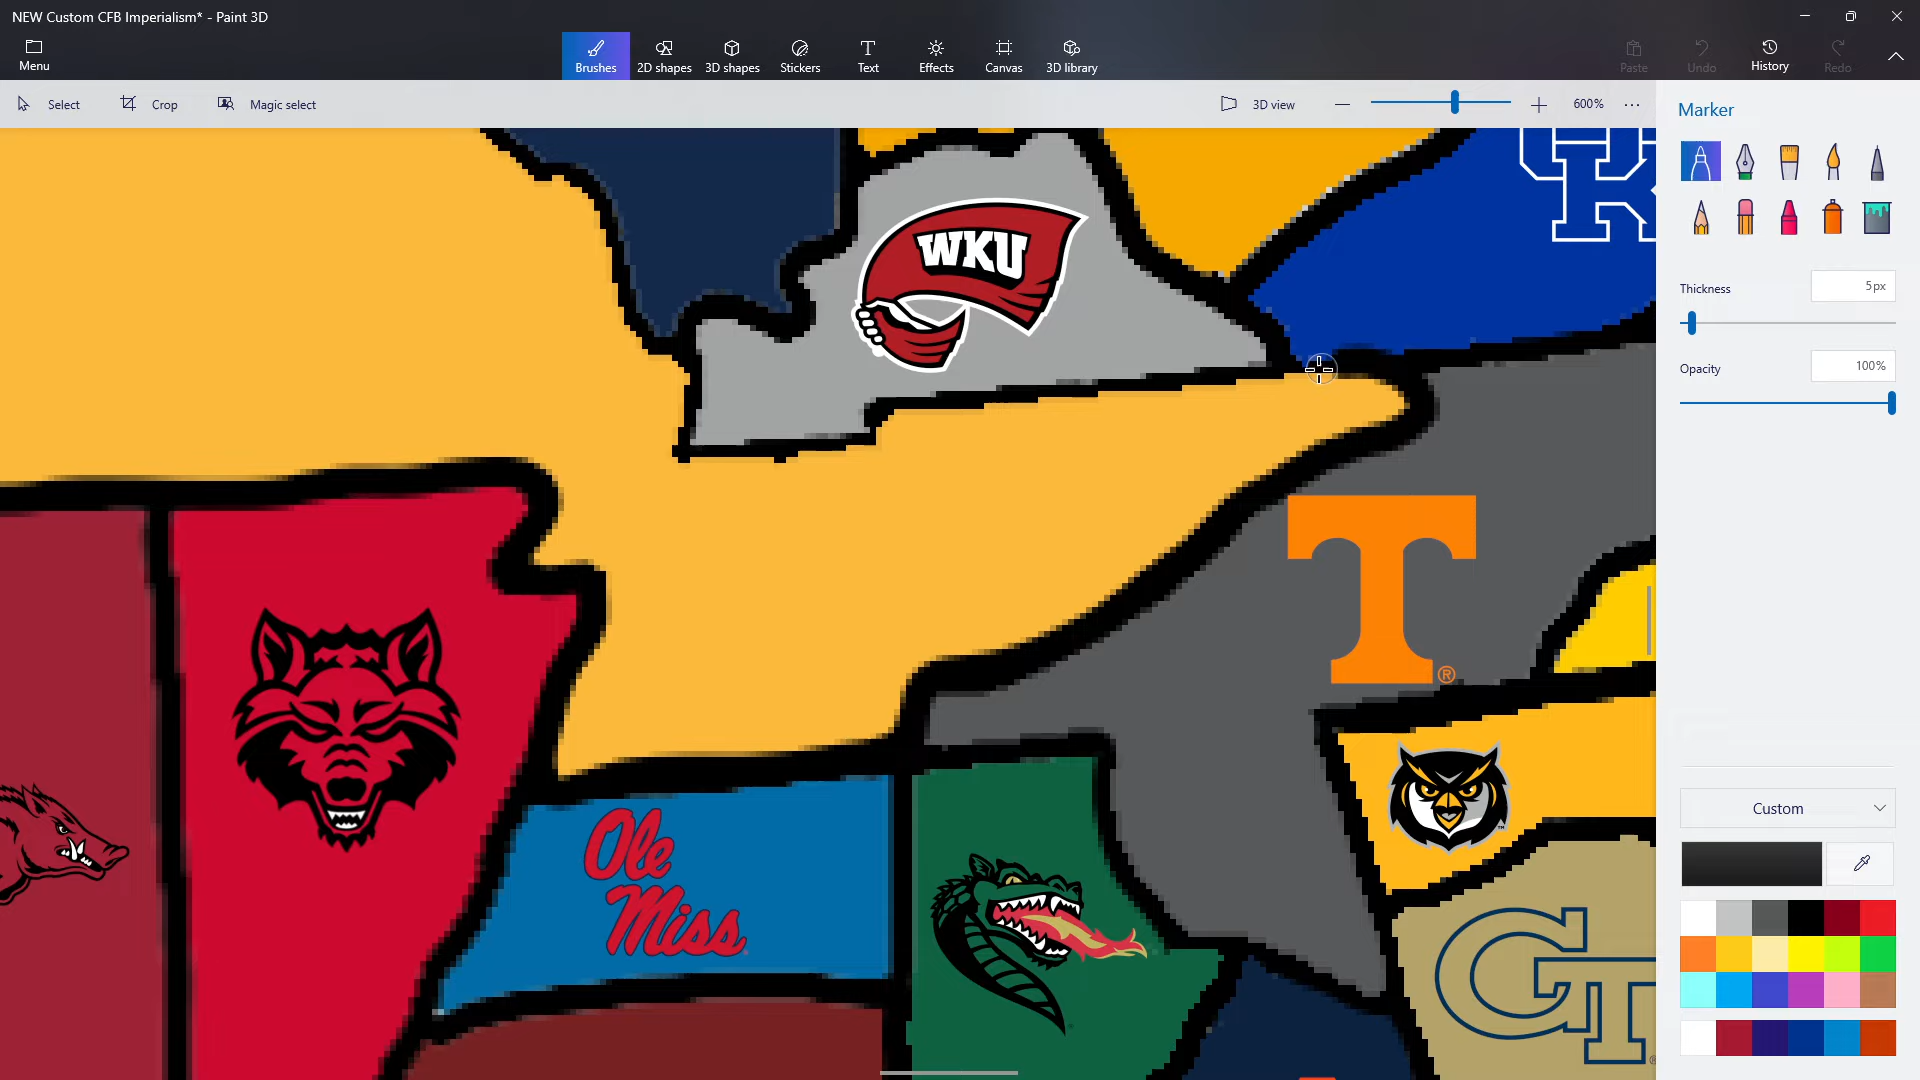 NEW Custom CFB Imperialism* - Paint 3D
Menu
Brushes
2D shapes
3D shapes
Stickers
Text
Effects
Canvas
3D library
Paste
Undo
History
Redo
Select
Crop
Magic select
3D view
600%
Marker
Thickness
5px
Opacity
100%
Custom
WKU
UK
T®
Ole
Miss
GT